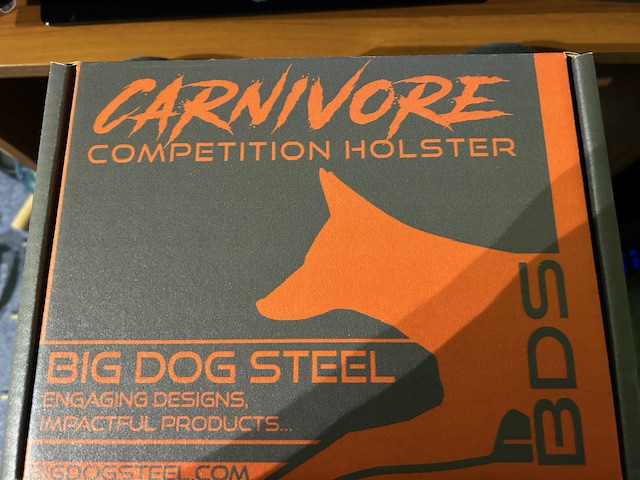 CARNIVORE
COMPETITION HOLSTER
BIG DOG STEEL
ENGAGING DESIGNS,
IMPACTFUL PRODUCTS...
BIGDOGSTEEL.COM
BDS